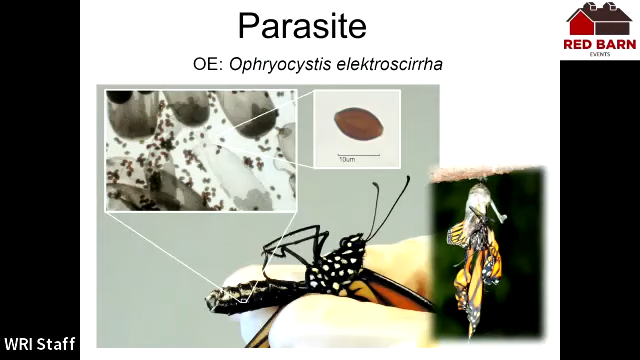 Parasite
RED BARN
EVENTS
OE: Ophryocystis elektroscirrha
10um
WRI Staff